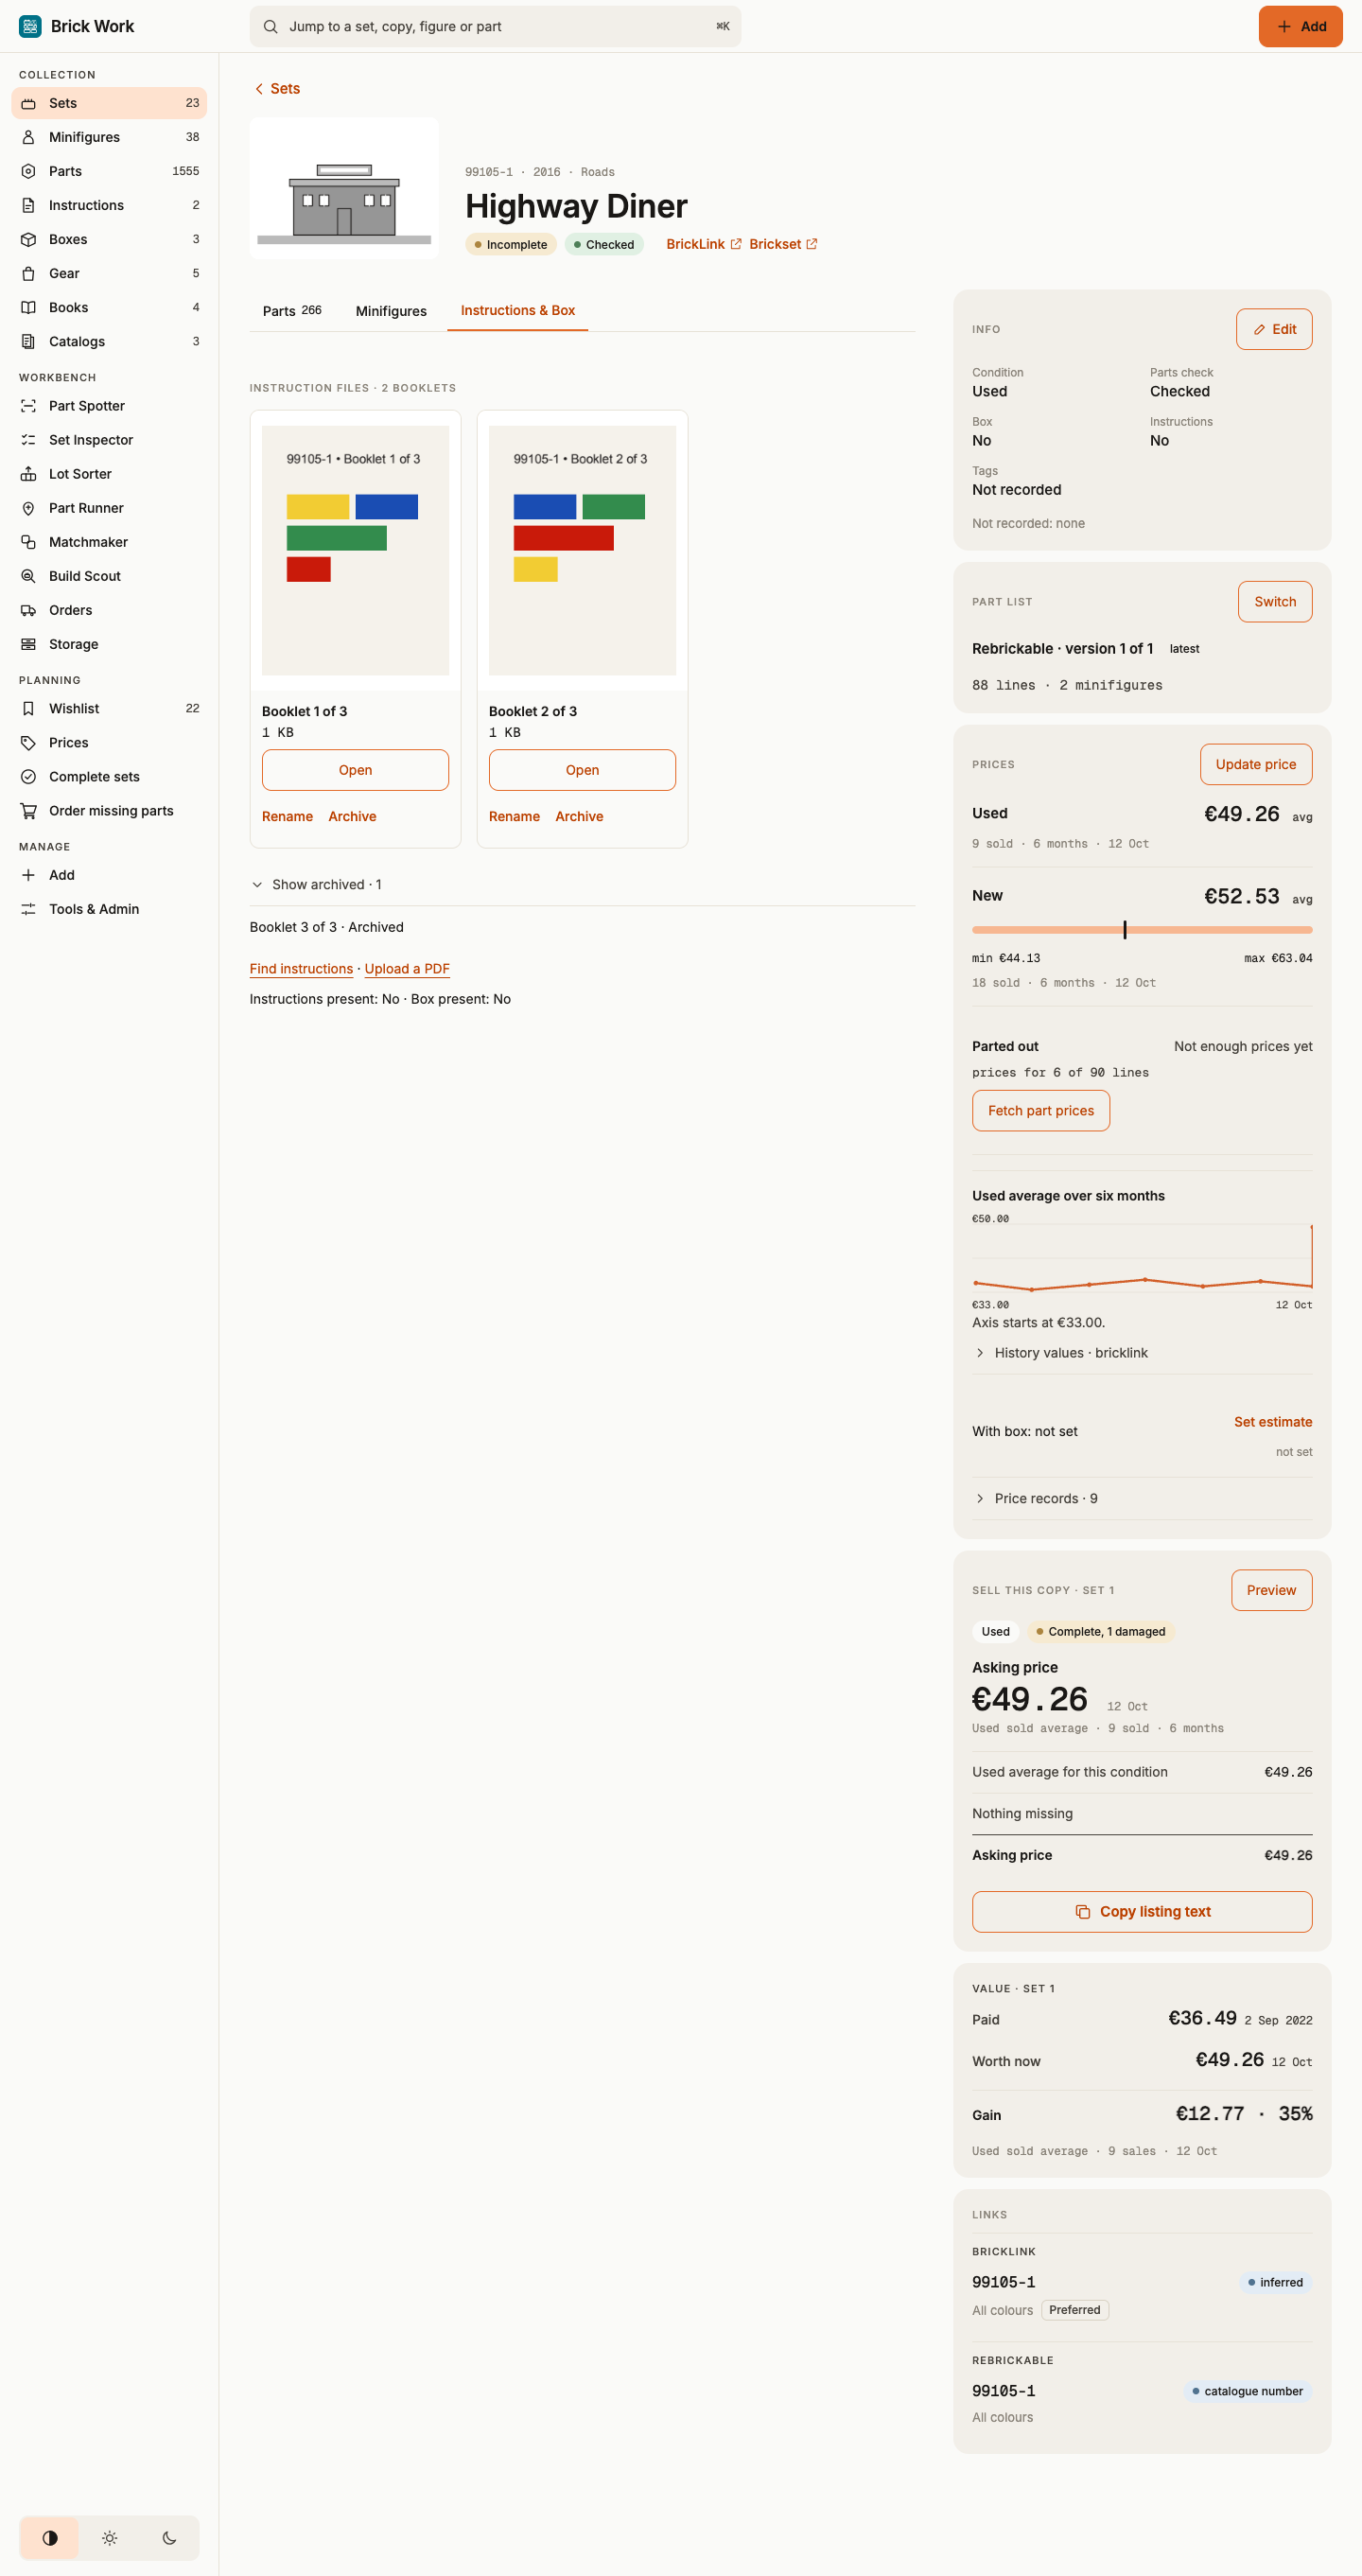 Brick Work
Jump to a set, copy, figure or part
⌘K
Add
COLLECTION
Sets 23
Minifigures 38
Parts 1555
Instructions 2
Boxes 3
Gear 5
Books 4
Catalogs 3
WORKBENCH
Part Spotter
Set Inspector
Lot Sorter
Part Runner
Matchmaker
Build Scout
Orders
Storage
PLANNING
Wishlist 22
Prices
Complete sets
Order missing parts
MANAGE
Add
Tools & Admin
Sets
99105-1 · 2016 · Roads
Highway Diner
Incomplete Checked BrickLink Brickset
Parts 266 Minifigures Instructions & Box
INSTRUCTION FILES · 2 BOOKLETS
99105-1 • Booklet 1 of 3
Booklet 1 of 3
1 KB
Open
Rename Archive
99105-1 • Booklet 2 of 3
Booklet 2 of 3
1 KB
Open
Rename Archive
Show archived · 1
Booklet 3 of 3 · Archived
Find instructions · Upload a PDF
Instructions present: No · Box present: No
INFO
Edit
Condition
Used
Parts check
Checked
Box
No
Instructions
No
Tags
Not recorded
Not recorded: none
PART LIST
Switch
Rebrickable · version 1 of 1 latest
88 lines · 2 minifigures
PRICES
Update price
Used €49.26 avg
9 sold · 6 months · 12 Oct
New €52.53 avg
min €44.13 max €63.04
18 sold · 6 months · 12 Oct
Parted out Not enough prices yet
prices for 6 of 90 lines
Fetch part prices
Used average over six months
€50.00
€33.00 12 Oct
Axis starts at €33.00.
History values · bricklink
With box: not set
Set estimate
not set
Price records · 9
SELL THIS COPY · SET 1
Preview
Used Complete, 1 damaged
Asking price
€49.26 12 Oct
Used sold average · 9 sold · 6 months
Used average for this condition €49.26
Nothing missing
Asking price €49.26
Copy listing text
VALUE · SET 1
Paid €36.49 2 Sep 2022
Worth now €49.26 12 Oct
Gain €12.77 · 35%
Used sold average · 9 sales · 12 Oct
LINKS
BRICKLINK
99105-1 inferred
All colours Preferred
REBRICKABLE
99105-1 catalogue number
All colours